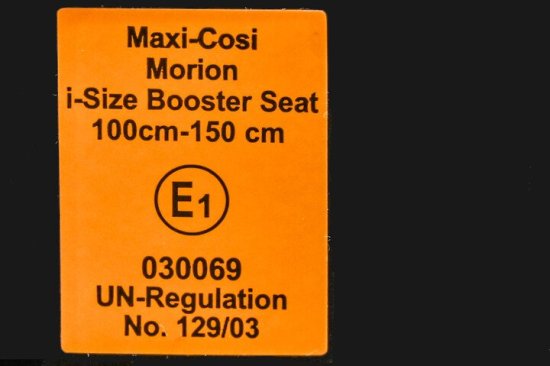 Maxi-Cosi
Morion
i-Size Booster Seat
100cm-150 cm
E1
030069
UN-Regulation
No. 129/03